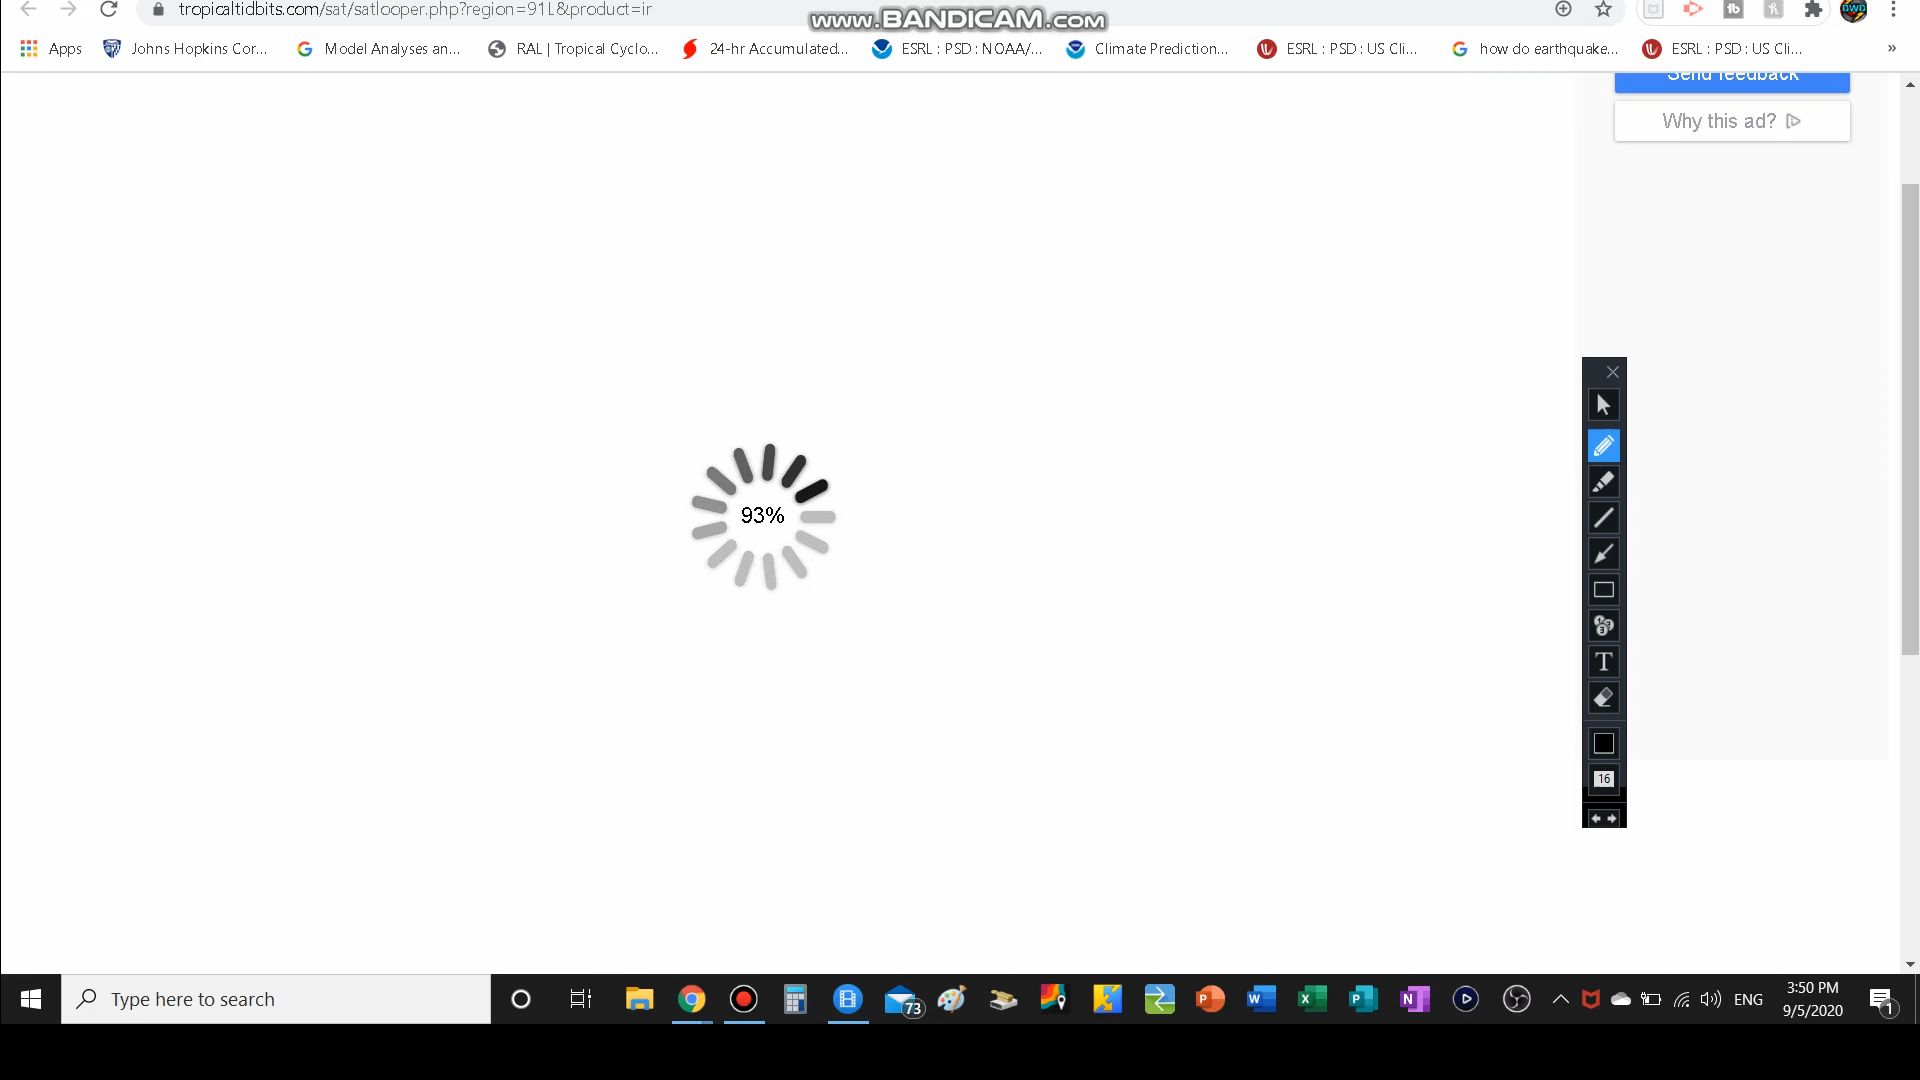 tropicaltidbits.com/sat/satlooper.php?region=91L&product=ir
www.BANDICAM.com
Apps
Johns Hopkins Cor...
Model Analyses an...
RAL | Tropical Cyclo...
24-hr Accumulated...
ESRL : PSD : NOAA/...
Climate Prediction...
ESRL : PSD : US Cli...
how do earthquake...
ESRL : PSD : US Cli...
»
Send feedback
Why this ad?
93%
T
16
Type here to search
73
ENG
3:50 PM
9/5/2020
1